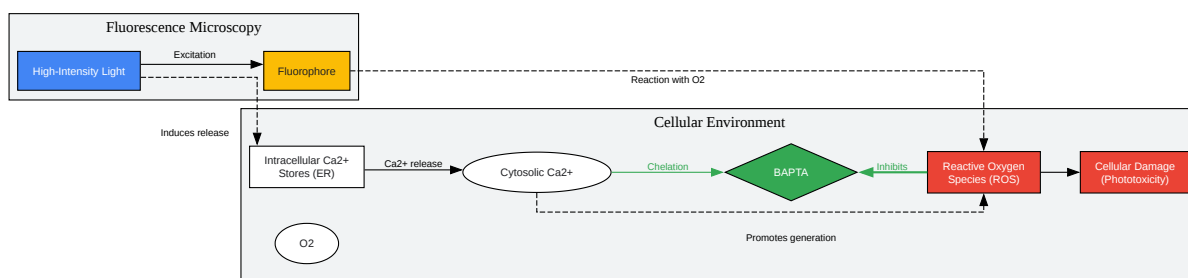 Fluorescence Microscopy
High-Intensity Light
Excitation
Fluorophore
Reaction with O2
Induces release
Cellular Environment
Intracellular Ca2+
Stores (ER)
Ca2+ release
Cytosolic Ca2+
Chelation
BAPTA
Inhibits
Reactive Oxygen
Species (ROS)
Cellular Damage
(Phototoxicity)
Promotes generation
O2